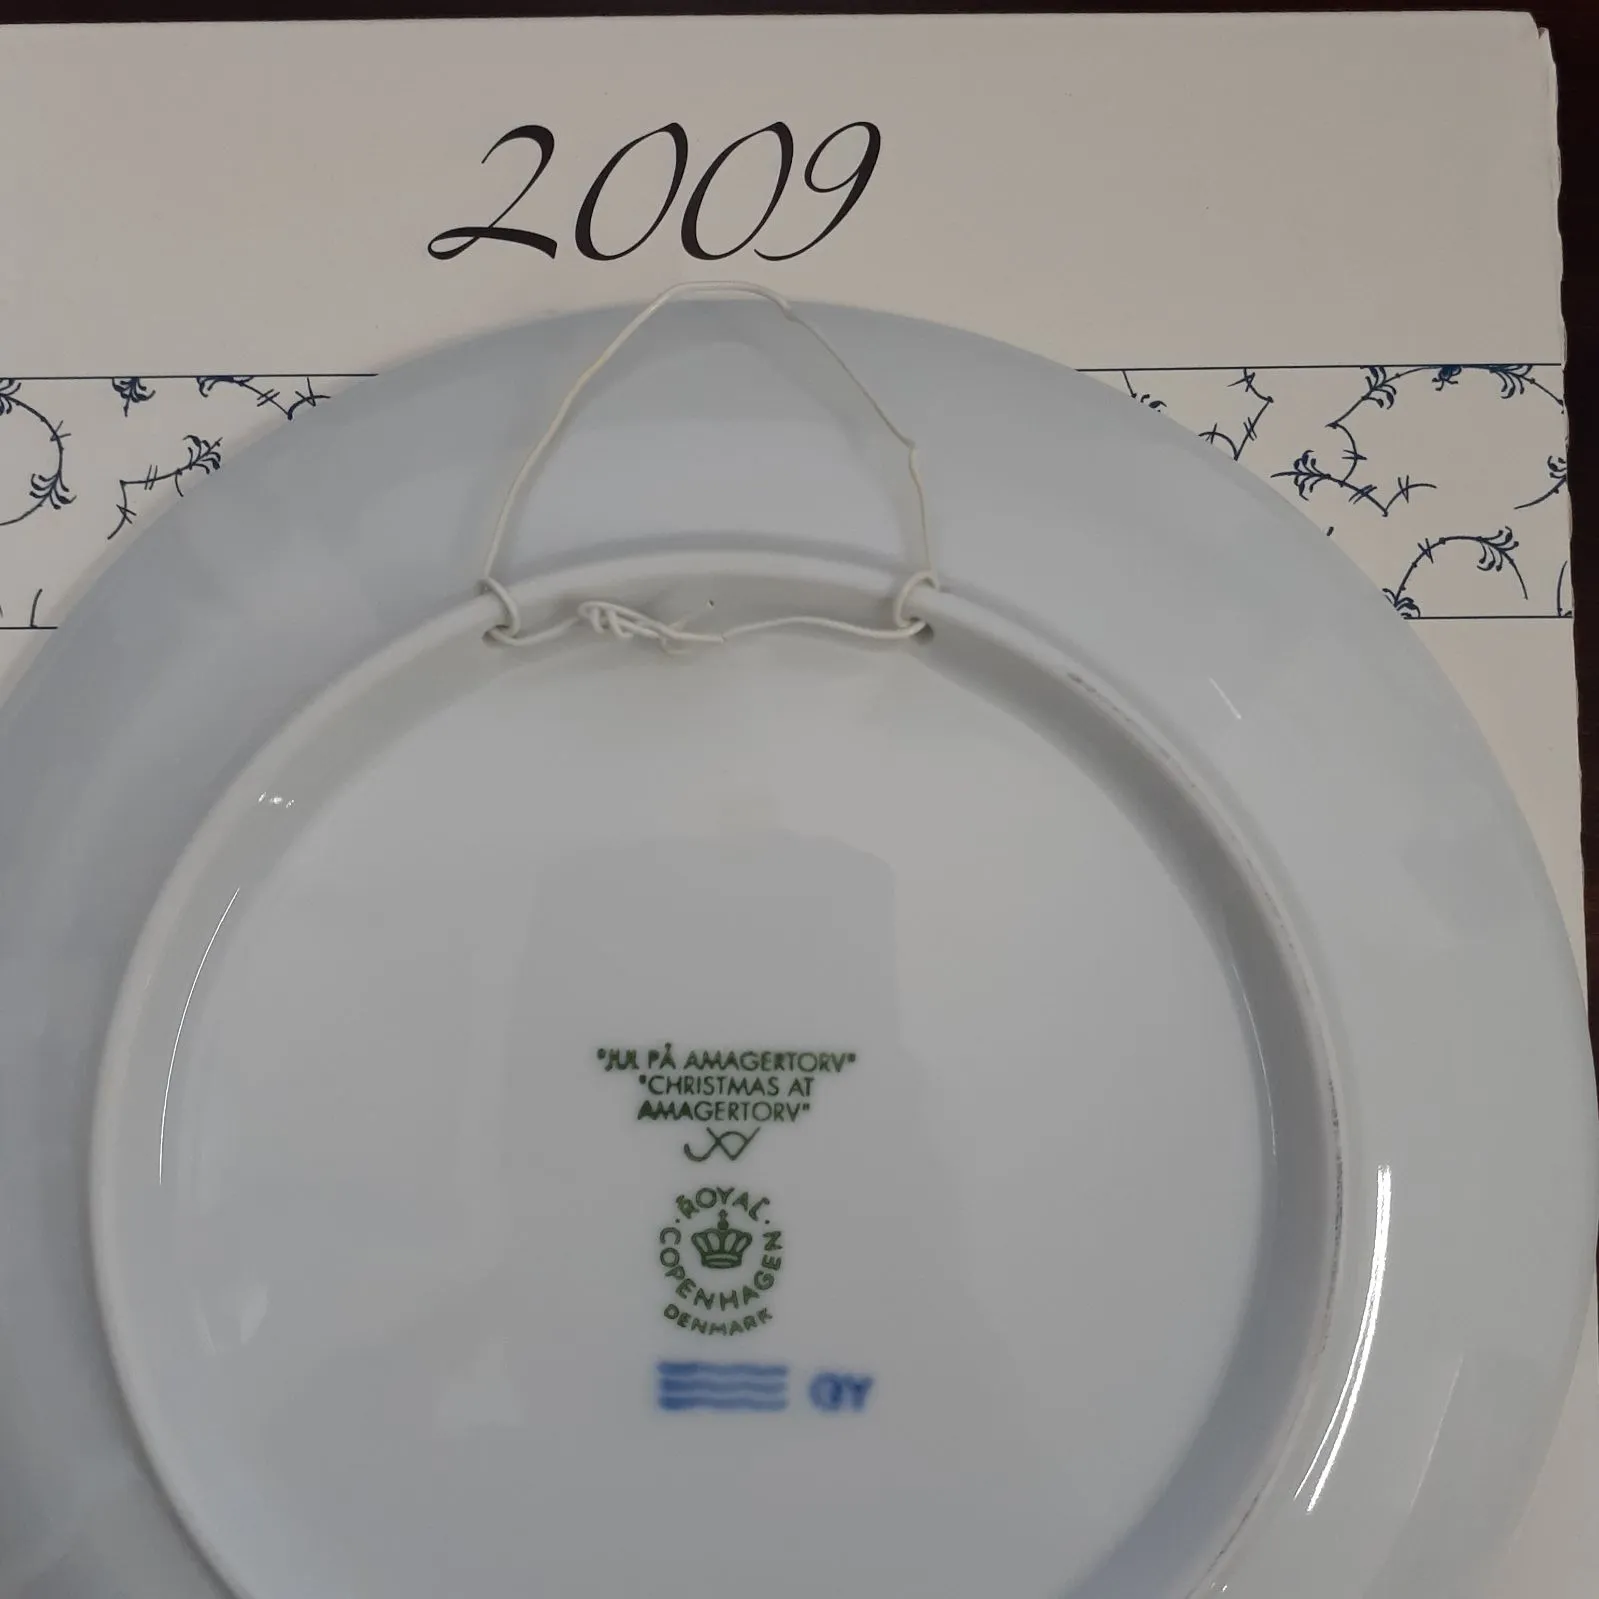 2009
"JUL PÅ AMAGERTORV"
"CHRISTMAS AT
AMAGERTORV"
ROYAL
COPENHAGEN
DENMARK